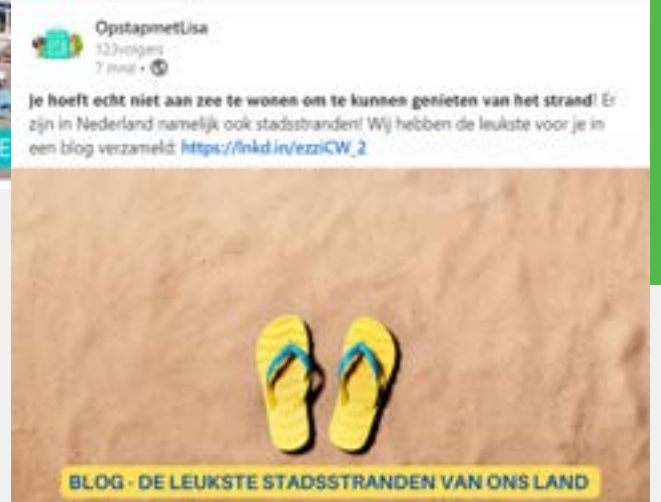 OpstapmetLisa
123volgers
7 mnd •
Je hoeft echt niet aan zee te wonen om te kunnen genieten van het strand! Er
zijn in Nederland namelijk ook stadsstranden! Wij hebben de leukste voor je in
een blog verzameld: https://lnkd.in/ezziCW_2
E
BLOG - DE LEUKSTE STADSSTRANDEN VAN ONS LAND